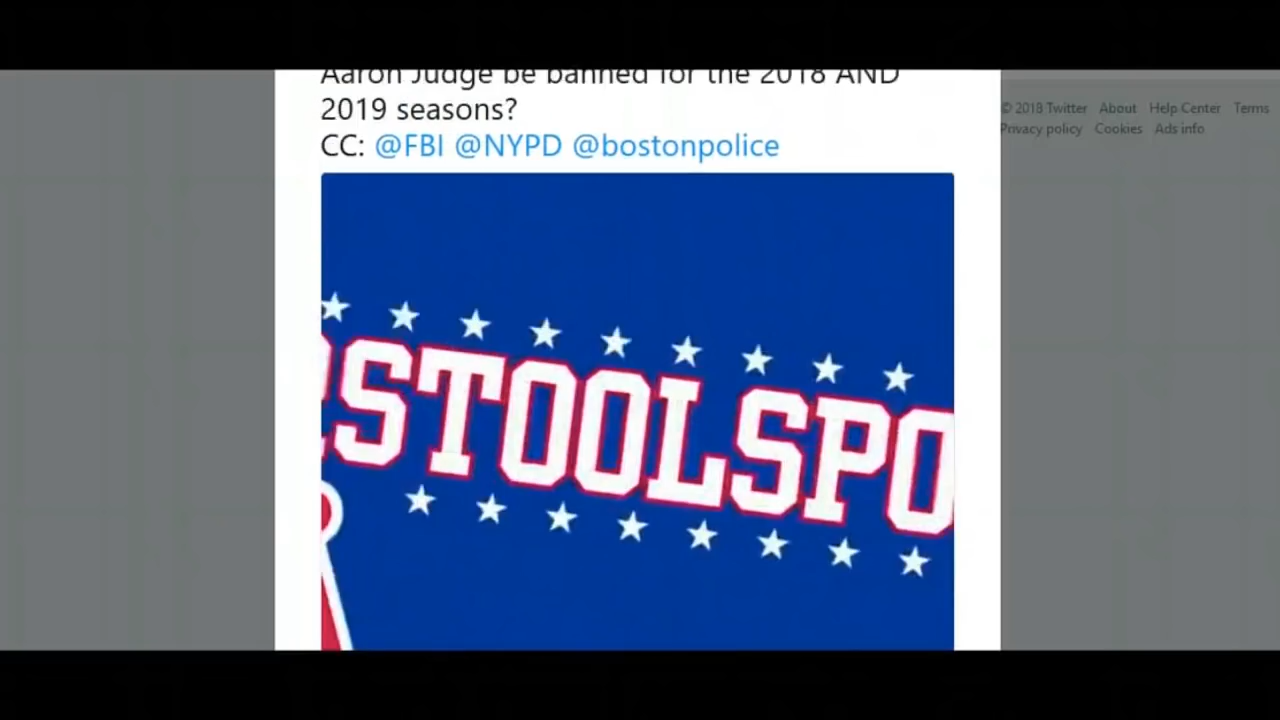 Aaron Judge be banned for the 2018 AND
2019 seasons?
CC: @FBI @NYPD @bostonpolice
© 2018 Twitter About Help Center Terms
Privacy policy Cookies Ads info
STOOLSPO